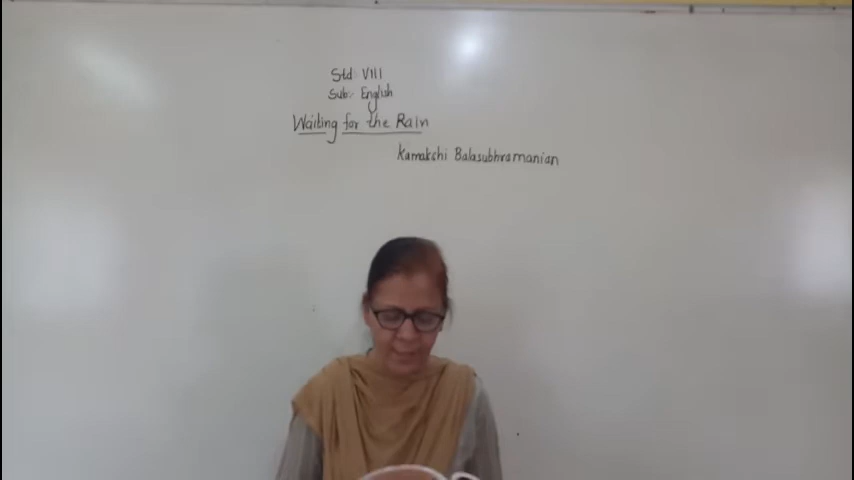 Std:- VIII
Sub:- English
Waiting for the Rain
Kamakshi Balasubhramanian